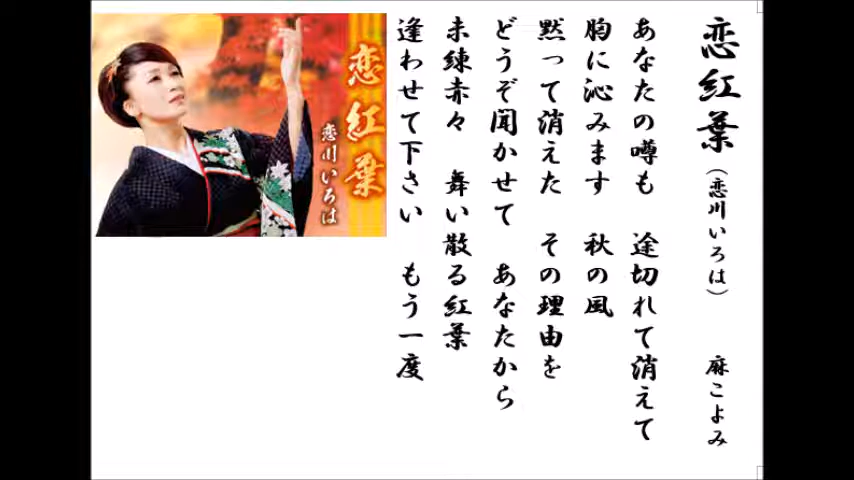 恋紅葉(恋川いろは) 麻こよみ
あなたの噂も 途切れて消えて
胸に沁みます 秋の風
黙って消えた その理由を
どうぞ聞かせて あなたから
未練赤々 舞い散る紅葉
逢わせて下さい もう一度
恋紅葉
恋川いろは